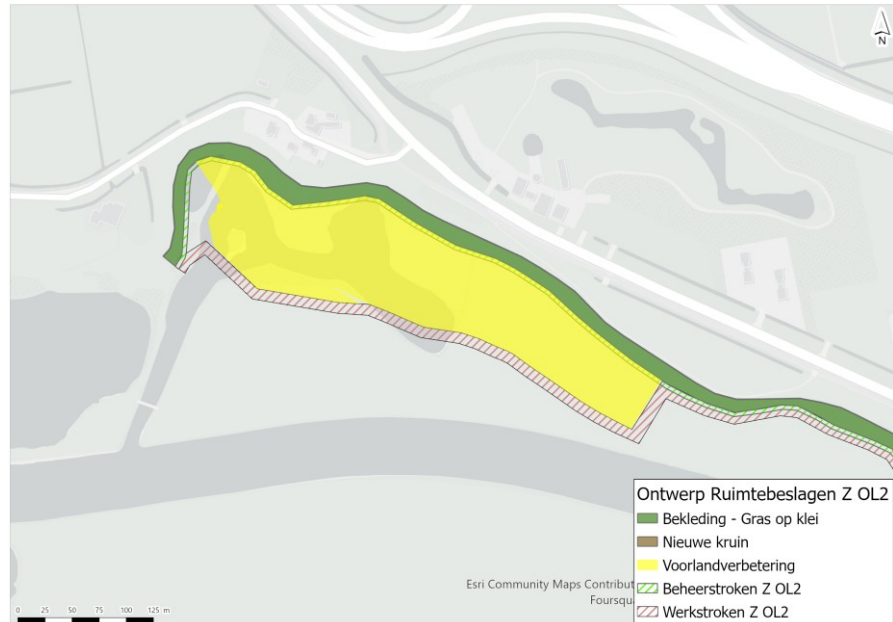 N
Ontwerp Ruimtebeslagen Z OL2
Bekleding - Gras op klei
Nieuwe kruin
Voorlandverbetering
Beheerstroken Z OL2
Werkstroken Z OL2
Esri Community Maps Contribut
Foursqu
0 25 50 75 100 125 m